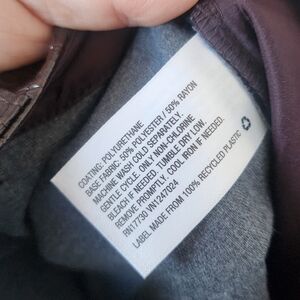 COATING: POLYURETHANE
BASE FABRIC: 50% POLYESTER / 50% RAYON
MACHINE WASH COLD SEPARATELY.
GENTLE CYCLE. ONLY NON-CHLORINE
BLEACH IF NEEDED. TUMBLE DRY LOW.
REMOVE PROMPTLY. COOL IRON IF NEEDED.
RN17730 VN1247024
LABEL MADE FROM 100% RECYCLED PLASTIC